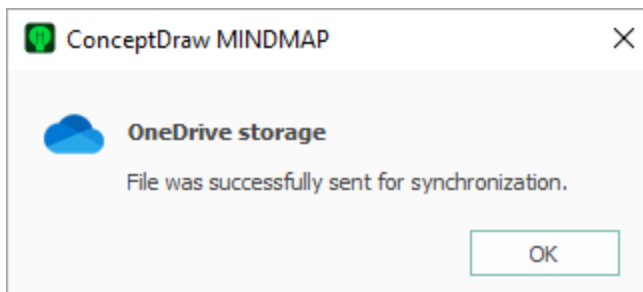 ConceptDraw MINDMAP
OneDrive storage
File was successfully sent for synchronization.
OK